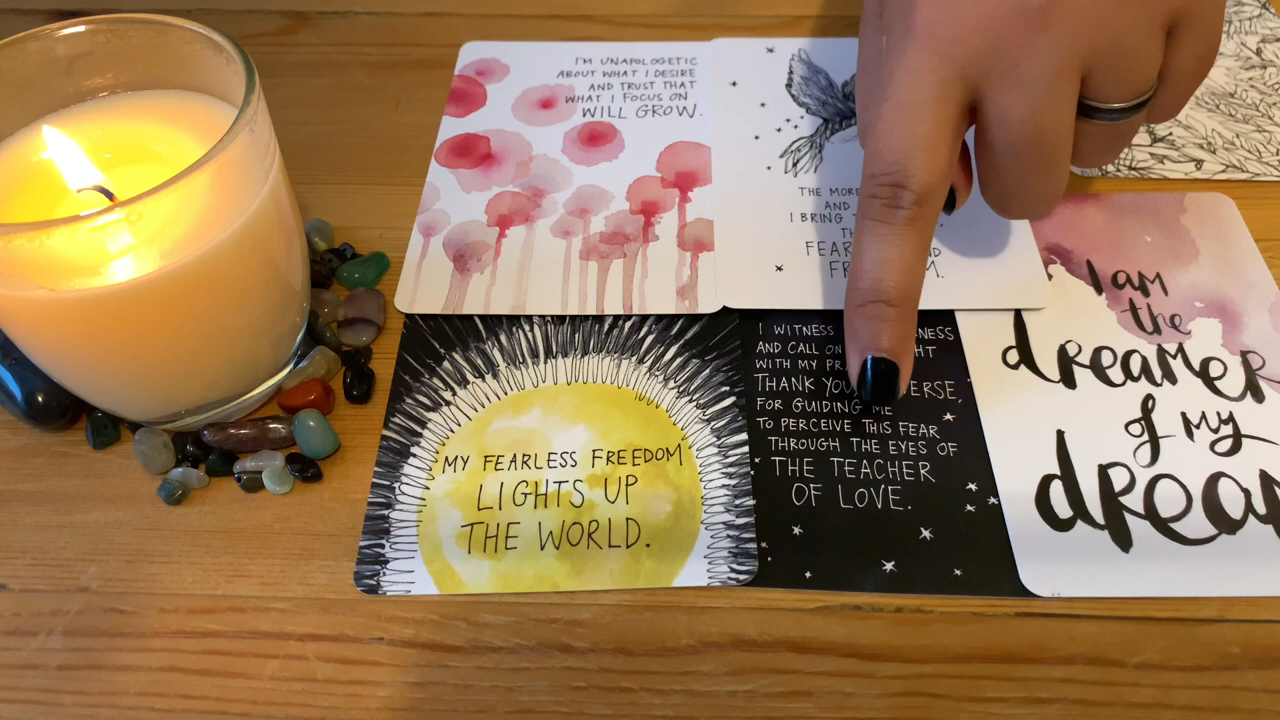 I'M UNAPOLOGETIC
ABOUT WHAT I DESIRE
AND TRUST THAT
WHAT I FOCUS ON
WILL GROW.
THE MORE
AND
I BRING
MY FEARLESS FREEDOM
LIGHTS UP
THE WORLD.
I WITNESS
AND CALL ON
WITH MY
THANK YOU
FOR GUIDING ME
TO PERCEIVE THIS FEAR
THROUGH THE EYES OF
THE TEACHER
OF LOVE.
I AM
the
dreamer
of my